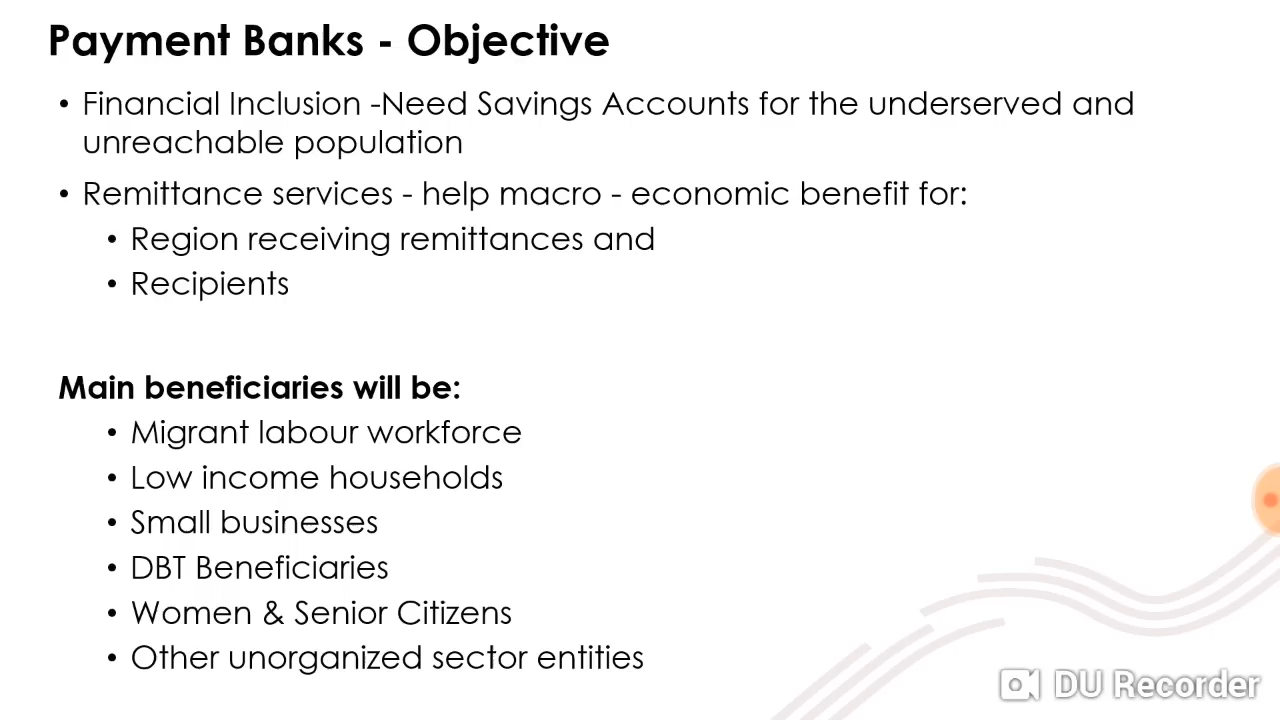 Payment Banks - Objective
• Financial Inclusion -Need Savings Accounts for the underserved and
unreachable population
• Remittance services - help macro - economic benefit for:
• Region receiving remittances and
• Recipients
Main beneficiaries will be:
• Migrant labour workforce
• Low income households
• Small businesses
• DBT Beneficiaries
• Women & Senior Citizens
• Other unorganized sector entities
DU Recorder